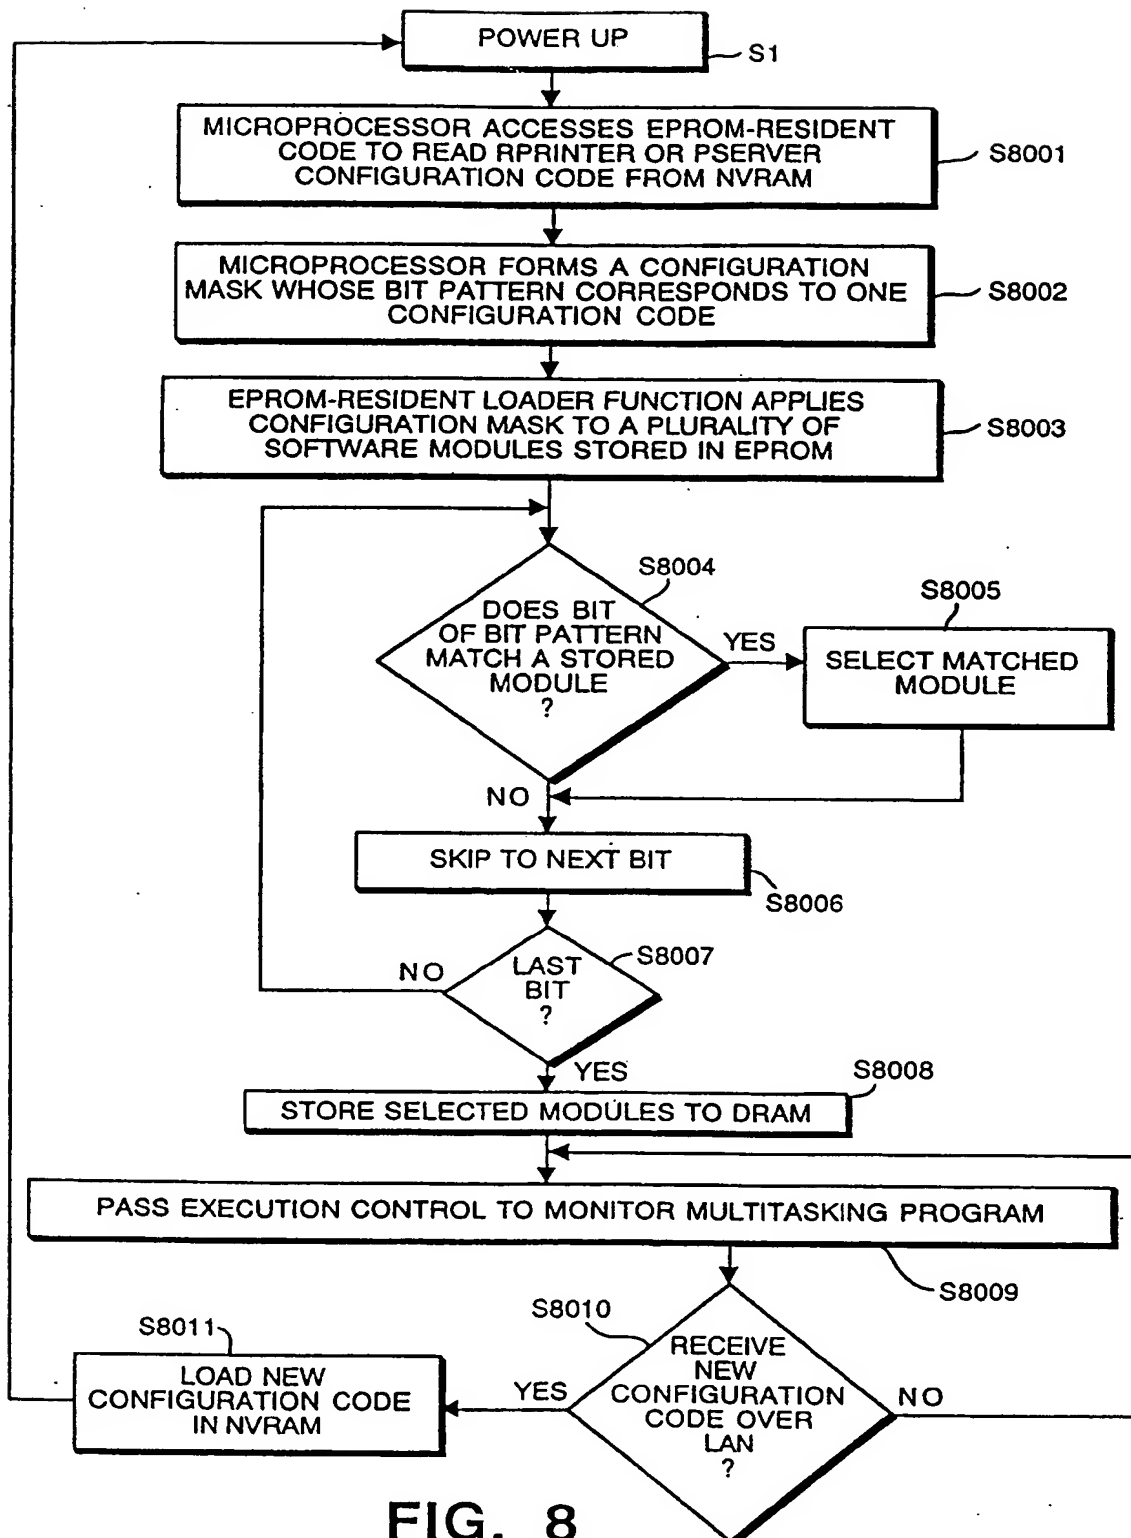 POWER UP
S1
MICROPROCESSOR ACCESSES EPROM-RESIDENT
CODE TO READ RPRINTER OR PSERVER
CONFIGURATION CODE FROM NVRAM
S8001
MICROPROCESSOR FORMS A CONFIGURATION
MASK WHOSE BIT PATTERN CORRESPONDS TO ONE
CONFIGURATION CODE
S8002
EPROM-RESIDENT LOADER FUNCTION APPLIES
CONFIGURATION MASK TO A PLURALITY OF
SOFTWARE MODULES STORED IN EPROM
S8003
S8004
DOES BIT
OF BIT PATTERN
MATCH A STORED
MODULE
?
YES
S8005
SELECT MATCHED
MODULE
NO
SKIP TO NEXT BIT
S8006
S8007
LAST
BIT
?
NO
YES
S8008
STORE SELECTED MODULES TO DRAM
PASS EXECUTION CONTROL TO MONITOR MULTITASKING PROGRAM
S8009
S8010
RECEIVE
NEW
CONFIGURATION
CODE OVER
LAN
?
YES
NO
S8011
LOAD NEW
CONFIGURATION CODE
IN NVRAM
FIG. 8